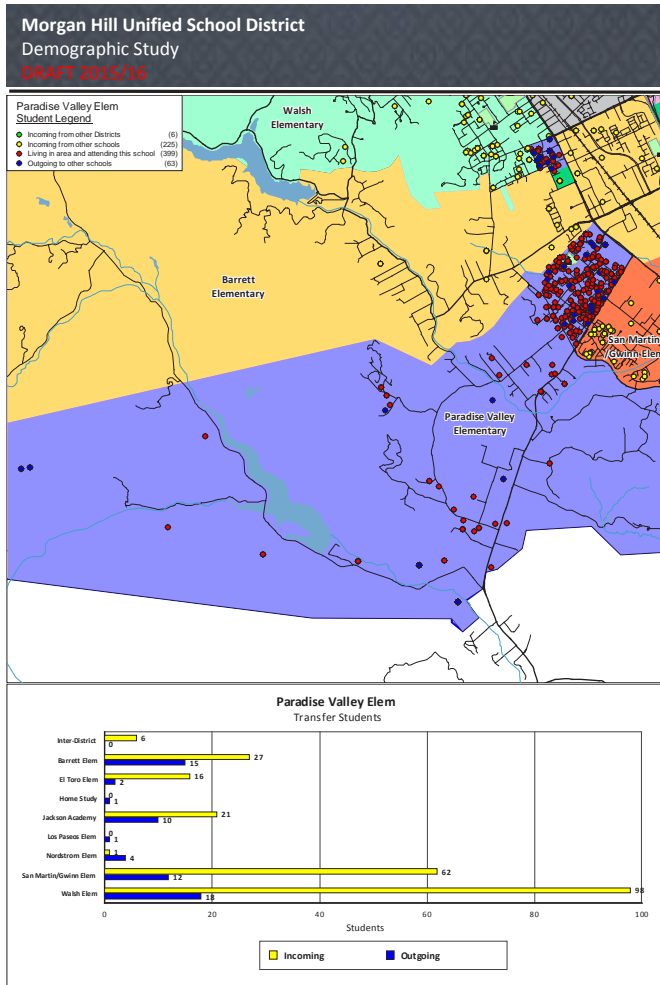 Morgan Hill Unified School District
Demographic Study
DRAFT 2015/16
Paradise Valley Elem
Student Legend
Incoming from other Districts (6)
Incoming from other schools (225)
Living in area and attending this school (399)
Outgoing to other schools (63)
Walsh
Elementary
Barrett
Elementary
San Martin
/Gwinn Elem
Paradise Valley
Elementary
Paradise Valley Elem
Transfer Students
Inter-District 6
0
Barrett Elem 27
15
El Toro Elem 16
2
Home Study 0
1
Jackson Academy 21
10
Los Paseos Elem 0
1
Nordstrom Elem 1
4
San Martin/Gwinn Elem 62
12
Walsh Elem 98
18
0 20 40 60 80 100
Students
Incoming Outgoing